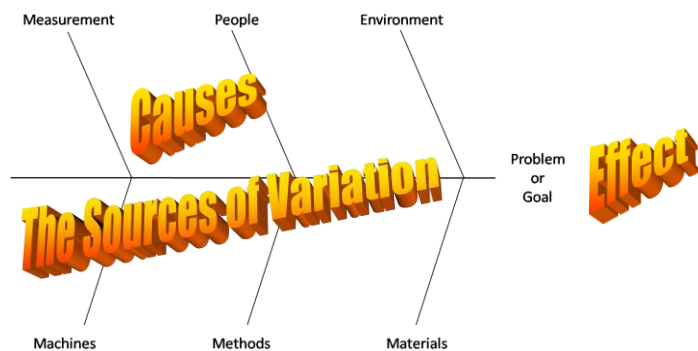 Measurement
People
Environment
Causes
Problem
or
Goal
Effect
The Sources of Variation
Machines
Methods
Materials